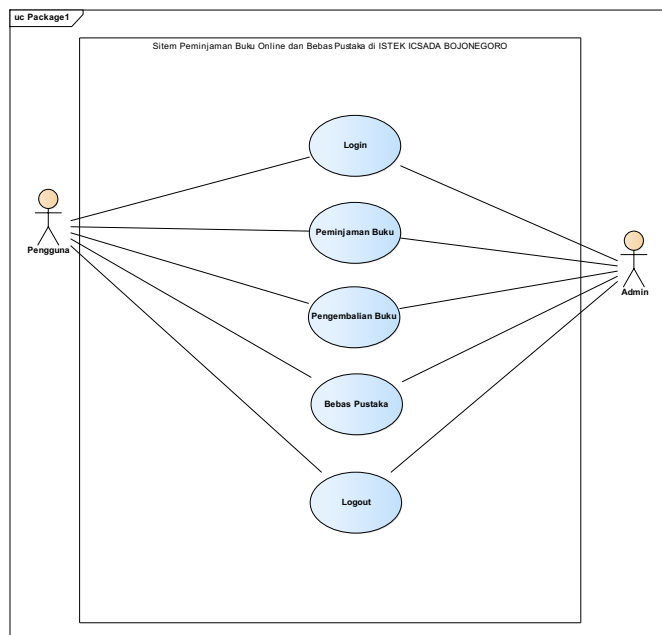 uc Package1
Sitem Peminjaman Buku Online dan Bebas Pustaka di ISTEK ICSADA BOJONEGORO
Login
Peminjaman Buku
Pengguna
Admin
Pengembalian Buku
Bebas Pustaka
Logout